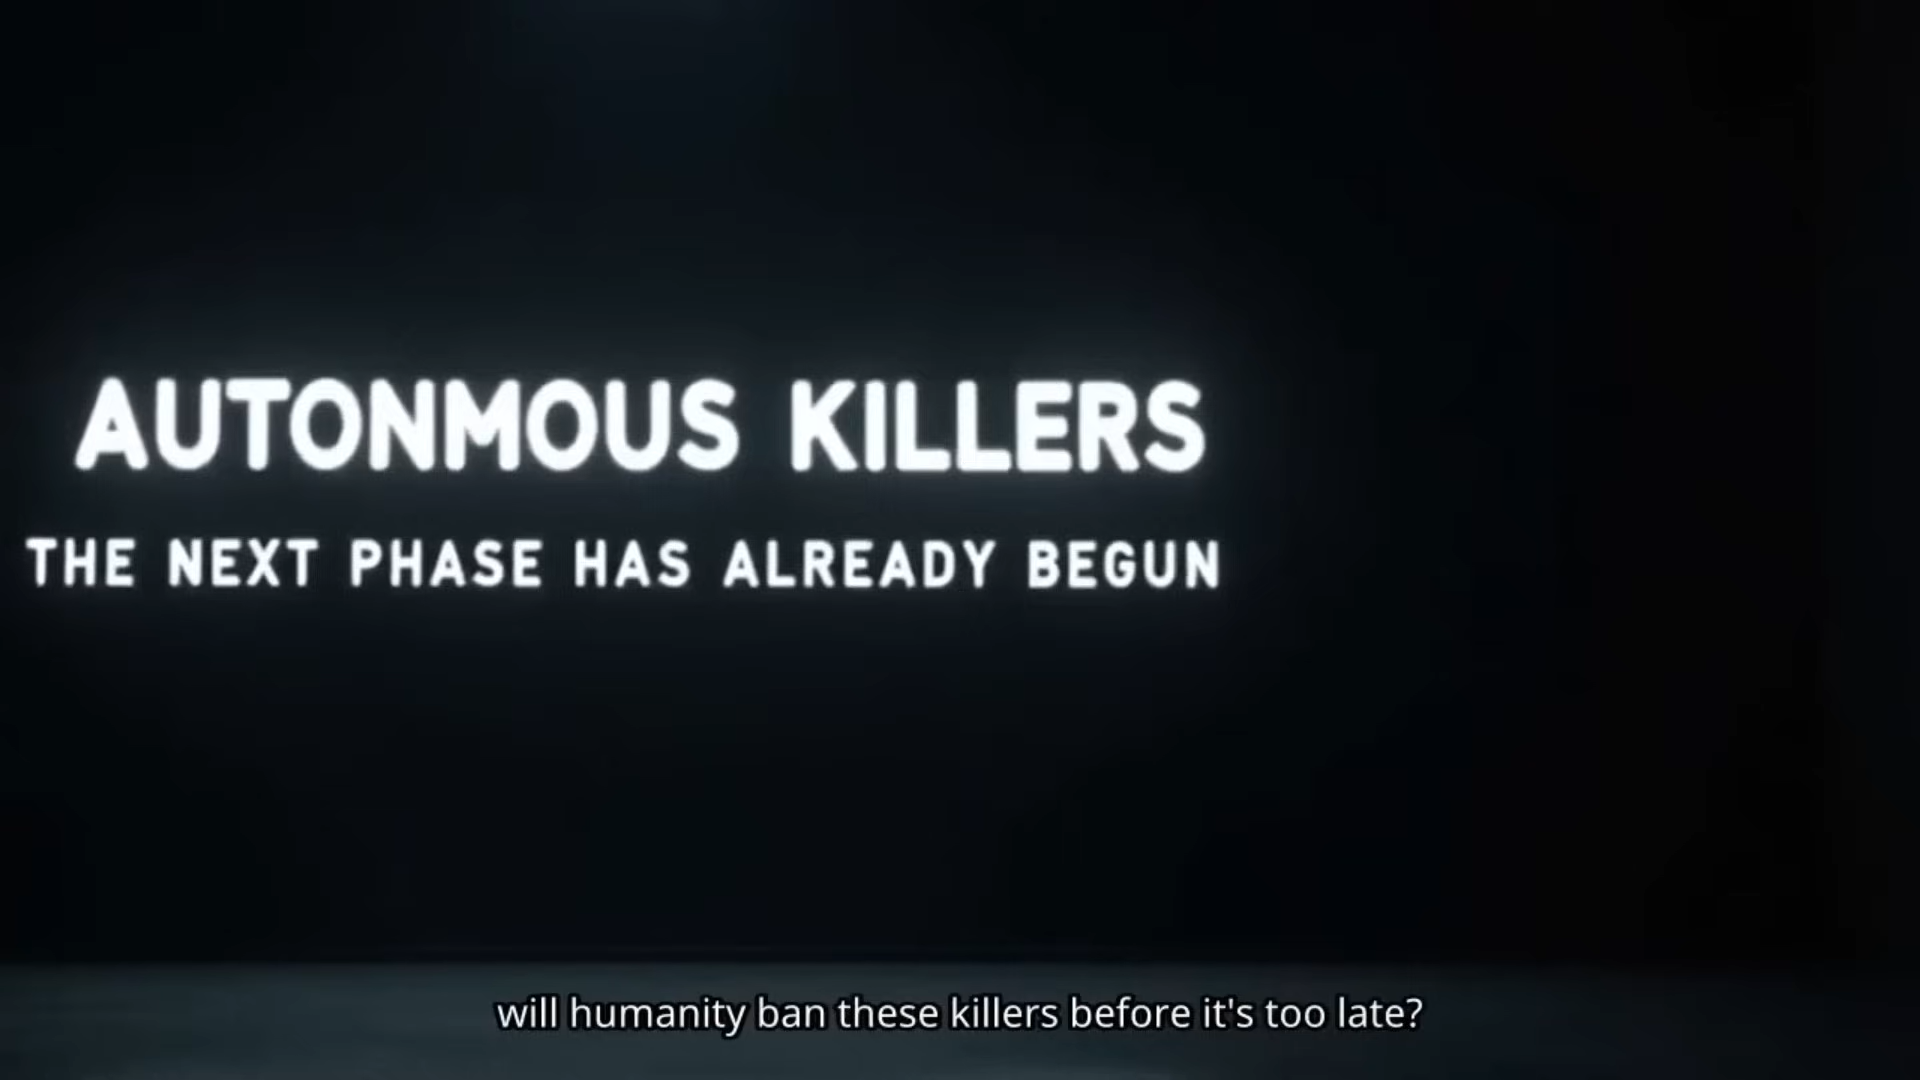 AUTONMOUS KILLERS
THE NEXT PHASE HAS ALREADY BEGUN
will humanity ban these killers before it's too late?